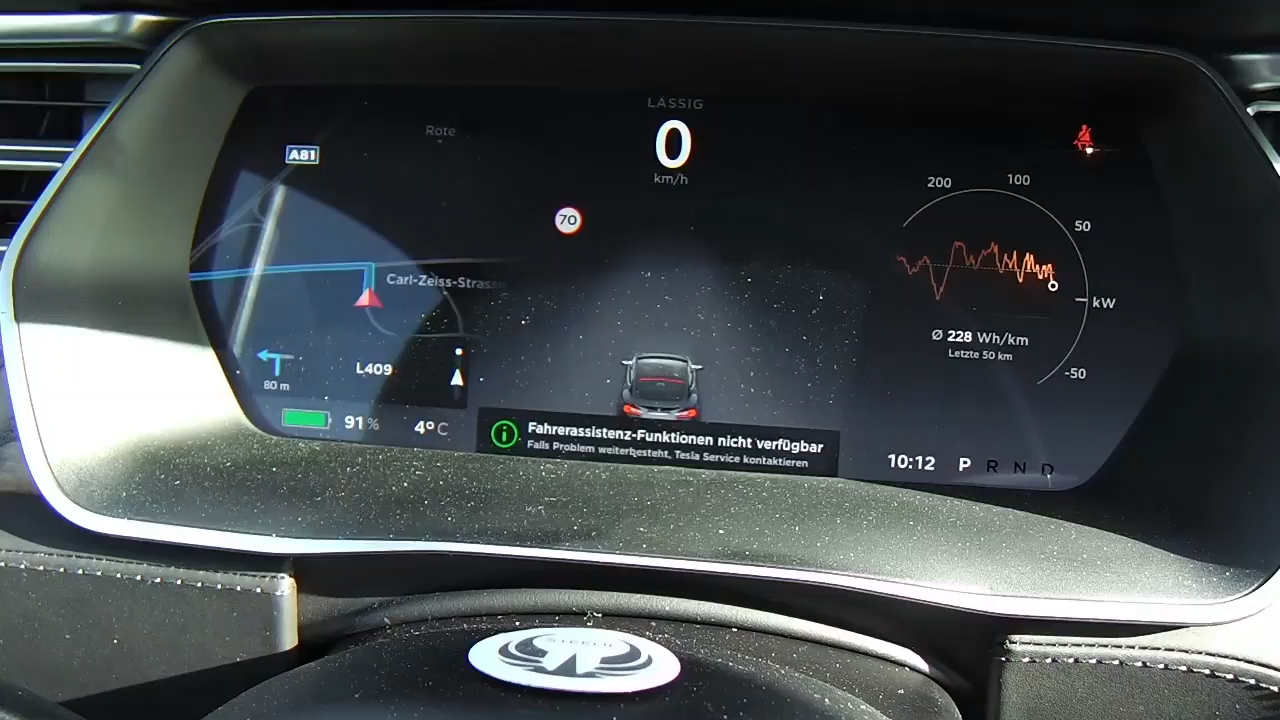 LÄSSIG
0
km/h
Rote
A81
70
Carl-Zeiss-Strasse
80 m
L409
91 %
4°C
200
100
50
kW
-50
Ø 228 Wh/km
Letzte 50 km
Fahrerassistenz-Funktionen nicht verfügbar
Falls Problem weiterbesteht, Tesla Service kontaktieren
10:12
P R N D